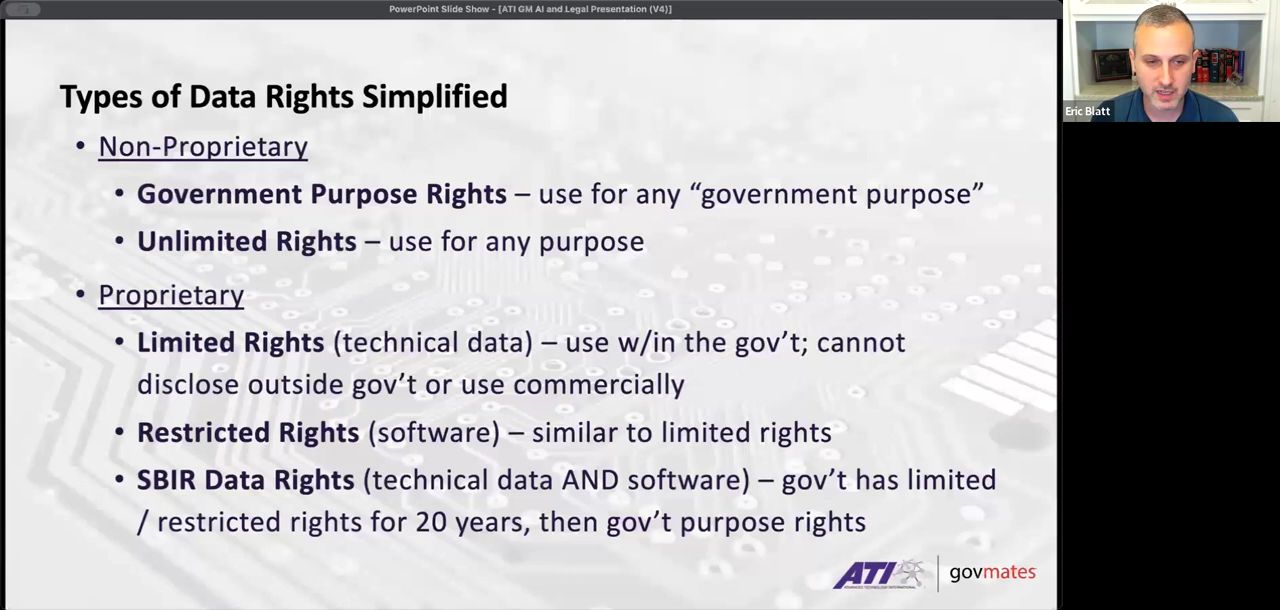 PowerPoint Slide Show - [ATI GM AI and Legal Presentation (V4)]
Types of Data Rights Simplified
• Non-Proprietary
• Government Purpose Rights – use for any “government purpose”
• Unlimited Rights – use for any purpose
• Proprietary
• Limited Rights (technical data) – use w/in the gov’t; cannot
disclose outside gov’t or use commercially
• Restricted Rights (software) – similar to limited rights
• SBIR Data Rights (technical data AND software) – gov’t has limited
/ restricted rights for 20 years, then gov’t purpose rights
ATI
ADVANCED TECHNOLOGY INTERNATIONAL
govmates
Eric Blatt